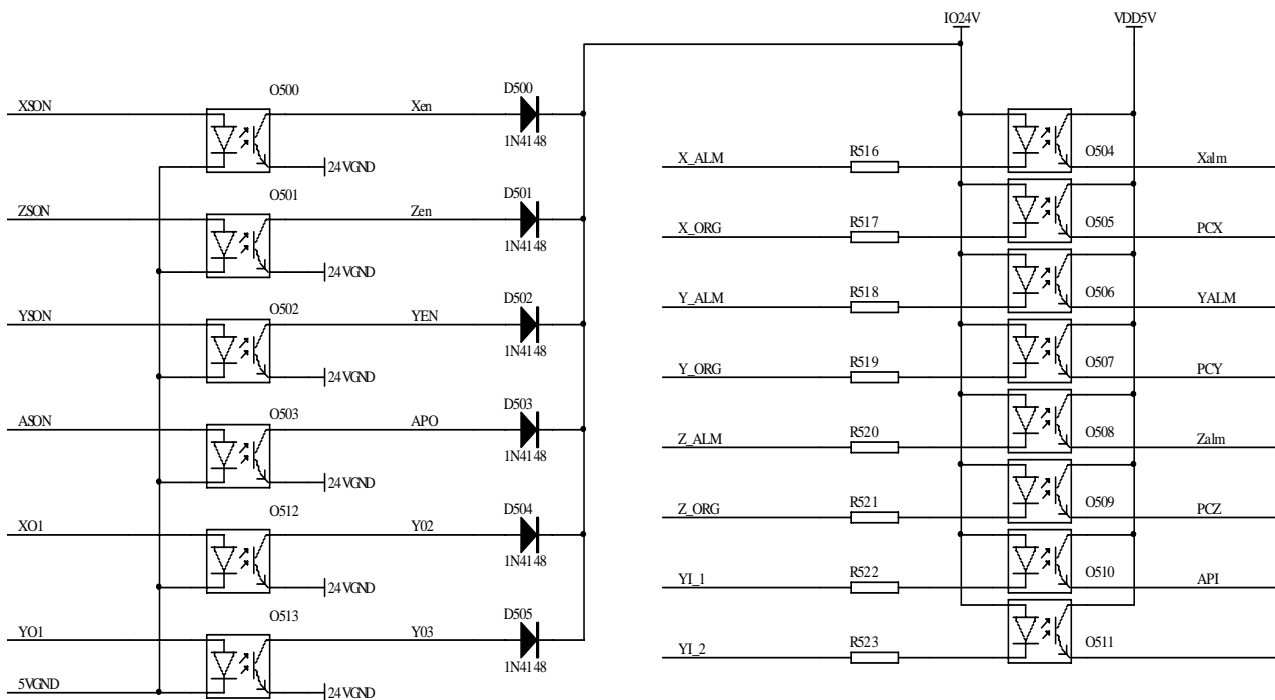 IO24V VDD5V
O500 D500
XSON Xen
1N4148
24VGND
O501 D501
ZSON Zen
1N4148
24VGND
O502 D502
YSON YEN
1N4148
24VGND
O503 D503
ASON APO
1N4148
24VGND
O512 D504
XO1 Y02
1N4148
24VGND
O513 D505
YO1 Y03
1N4148
5VGND 24VGND
X_ALM R516 O504 Xalm
X_ORG R517 O505 PCX
Y_ALM R518 O506 YALM
Y_ORG R519 O507 PCY
Z_ALM R520 O508 Zalm
Z_ORG R521 O509 PCZ
YI_1 R522 O510 API
YI_2 R523 O511